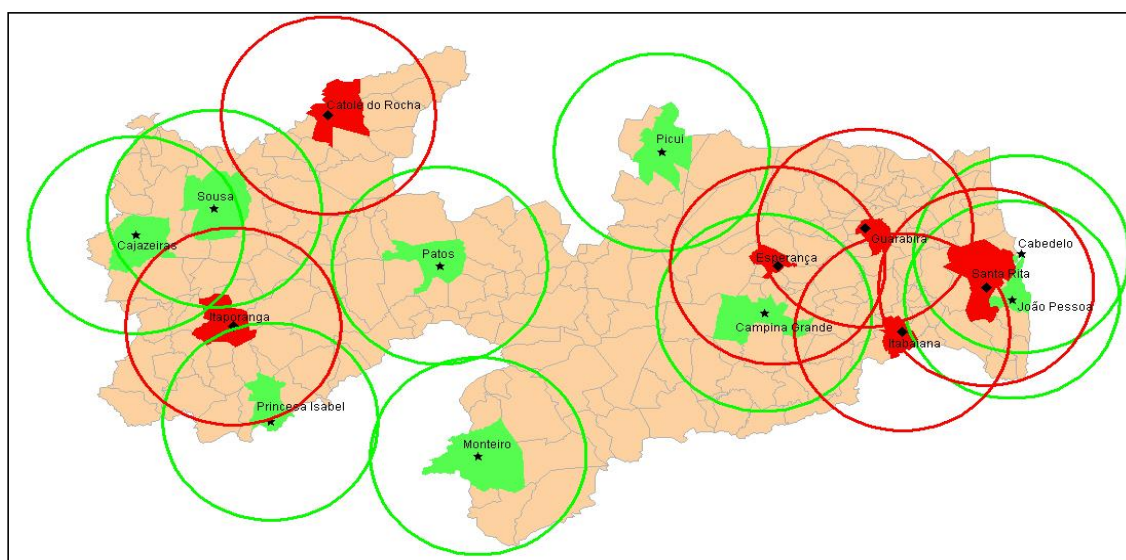 Catolé do Rocha
Picuí
Sousa
Cajazeiras
Patos
Guarabira
Cabedelo
Esperança
Santa Rita
João Pessoa
Itaporanga
Campina Grande
Itabaiana
Princesa Isabel
Monteiro